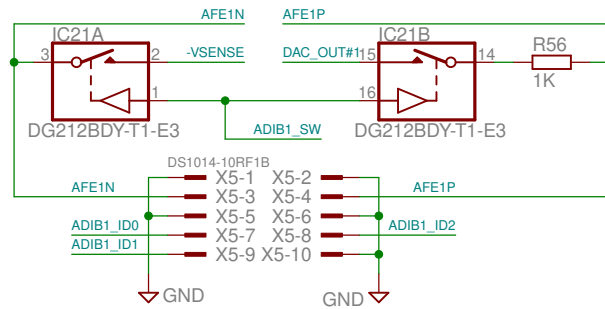 AFE1N AFE1P
IC21A IC21B
3 2 -VSENSE DAC_OUT#1 15 14 R56
1K
1 16
DG212BDY-T1-E3 DG212BDY-T1-E3
ADIB1_SW
DS1014-10RF1B
X5-1 X5-2
AFE1N X5-3 X5-4 AFE1P
X5-5 X5-6
ADIB1_ID0 X5-7 X5-8 ADIB1_ID2
ADIB1_ID1 X5-9 X5-10
GND GND